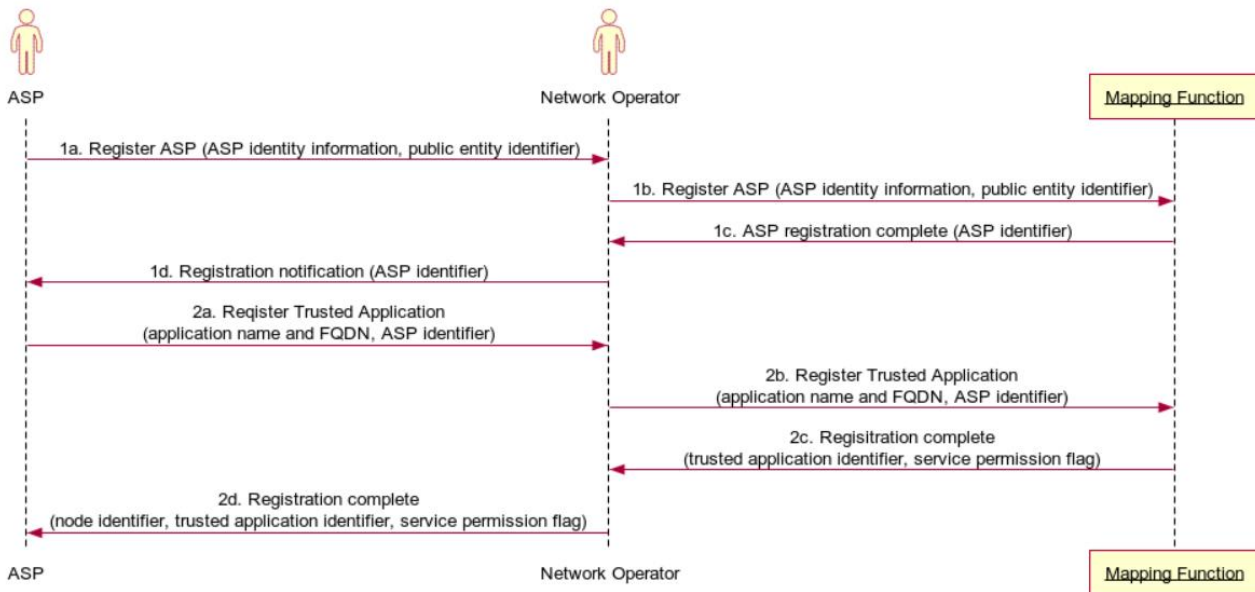 ASP
Network Operator
Mapping Function
1a. Register ASP (ASP identity information, public entity identifier)
1b. Register ASP (ASP identity information, public entity identifier)
1c. ASP registration complete (ASP identifier)
1d. Registration notification (ASP identifier)
2a. Reqister Trusted Application
(application name and FQDN, ASP identifier)
2b. Register Trusted Application
(application name and FQDN, ASP identifier)
2c. Regisitration complete
(trusted application identifier, service permission flag)
2d. Registration complete
(node identifier, trusted application identifier, service permission flag)
ASP
Network Operator
Mapping Function